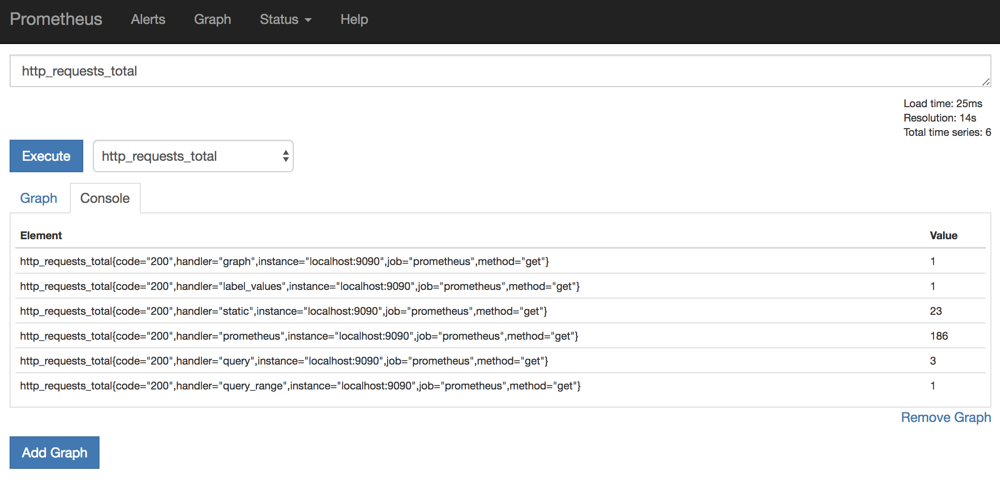 Prometheus Alerts Graph Status Help
http_requests_total
Load time: 25ms
Resolution: 14s
Total time series: 6
Execute http_requests_total
Graph Console
Element Value
http_requests_total{code="200",handler="graph",instance="localhost:9090",job="prometheus",method="get"} 1
http_requests_total{code="200",handler="label_values",instance="localhost:9090",job="prometheus",method="get"} 1
http_requests_total{code="200",handler="static",instance="localhost:9090",job="prometheus",method="get"} 23
http_requests_total{code="200",handler="prometheus",instance="localhost:9090",job="prometheus",method="get"} 186
http_requests_total{code="200",handler="query",instance="localhost:9090",job="prometheus",method="get"} 3
http_requests_total{code="200",handler="query_range",instance="localhost:9090",job="prometheus",method="get"} 1
Remove Graph
Add Graph